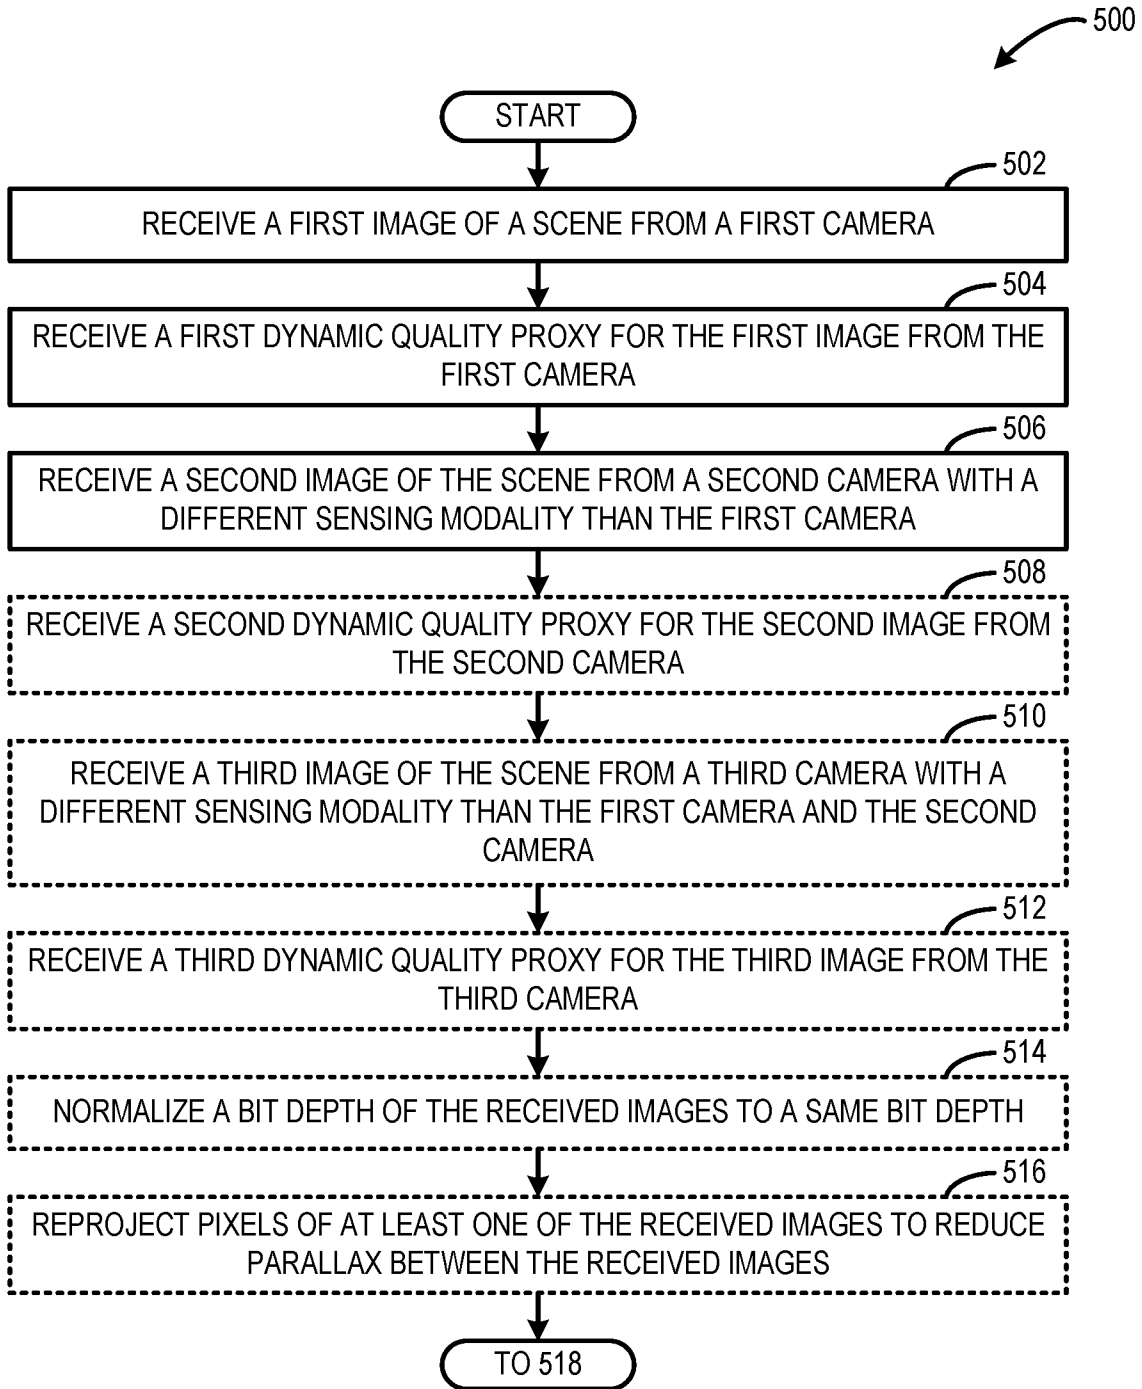 500
START
502
RECEIVE A FIRST IMAGE OF A SCENE FROM A FIRST CAMERA
504
RECEIVE A FIRST DYNAMIC QUALITY PROXY FOR THE FIRST IMAGE FROM THE
FIRST CAMERA
506
RECEIVE A SECOND IMAGE OF THE SCENE FROM A SECOND CAMERA WITH A
DIFFERENT SENSING MODALITY THAN THE FIRST CAMERA
508
RECEIVE A SECOND DYNAMIC QUALITY PROXY FOR THE SECOND IMAGE FROM
THE SECOND CAMERA
510
RECEIVE A THIRD IMAGE OF THE SCENE FROM A THIRD CAMERA WITH A
DIFFERENT SENSING MODALITY THAN THE FIRST CAMERA AND THE SECOND
CAMERA
512
RECEIVE A THIRD DYNAMIC QUALITY PROXY FOR THE THIRD IMAGE FROM THE
THIRD CAMERA
514
NORMALIZE A BIT DEPTH OF THE RECEIVED IMAGES TO A SAME BIT DEPTH
516
REPROJECT PIXELS OF AT LEAST ONE OF THE RECEIVED IMAGES TO REDUCE
PARALLAX BETWEEN THE RECEIVED IMAGES
TO 518